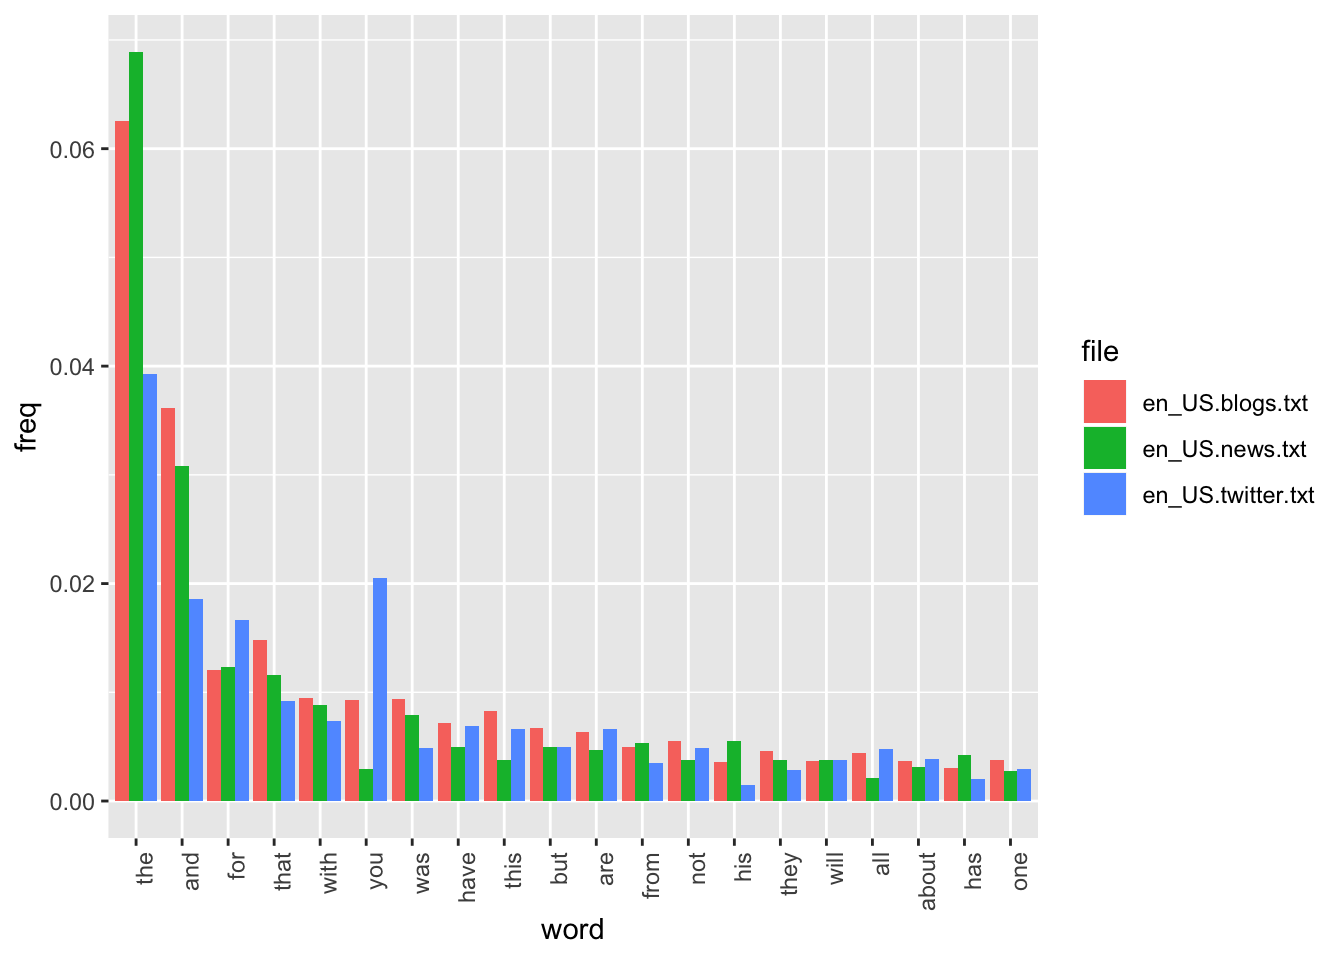 0.06
0.04
0.02
0.00
freq
the
and
for
that
with
you
was
have
this
but
are
from
not
his
they
will
all
about
has
one
word
file
en_US.blogs.txt
en_US.news.txt
en_US.twitter.txt